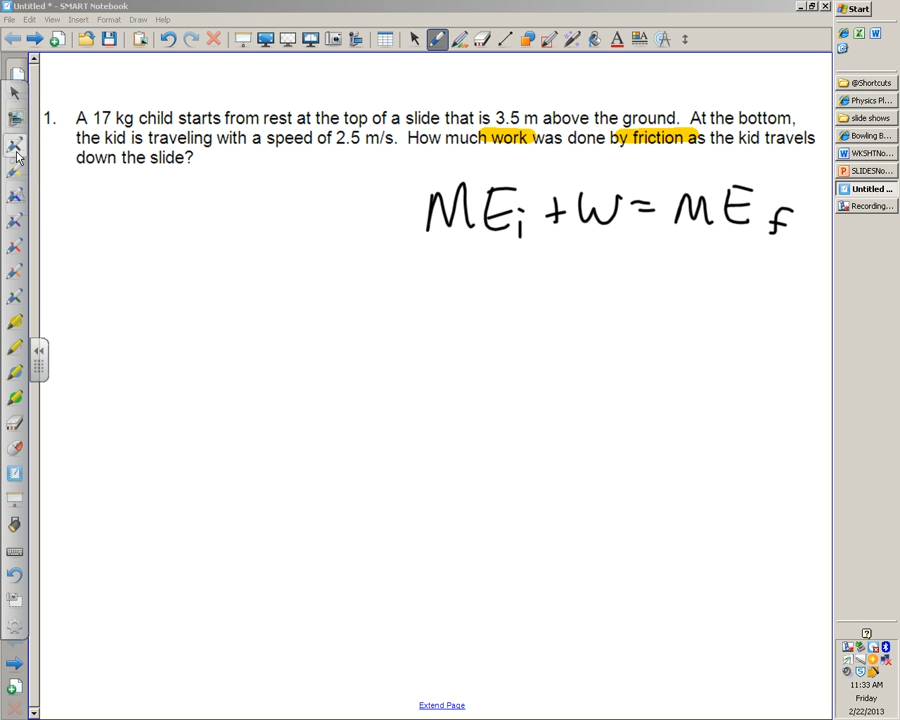 Untitled * - SMART Notebook
File Edit View Insert Format Draw Help
Start
1. A 17 kg child starts from rest at the top of a slide that is 3.5 m above the ground. At the bottom,
the kid is traveling with a speed of 2.5 m/s. How much work was done by friction as the kid travels
down the slide?
MEi + W = MEf
@Shortcuts
Physics Pl...
slide shows
Bowling B...
WKSHTNo...
SLIDESNo...
Untitled ...
Recording...
Extend Page
11:33 AM
Friday
2/22/2013